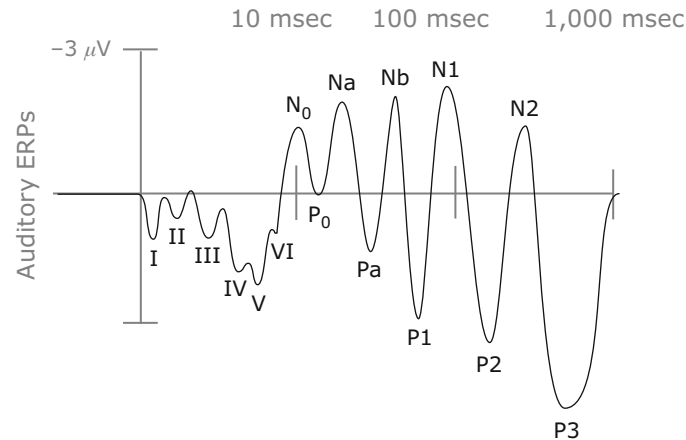 10 msec 100 msec 1,000 msec
−3 μV
Auditory ERPs
N0 Na Nb N1 N2
I II III IV V VI
P0 Pa P1 P2 P3